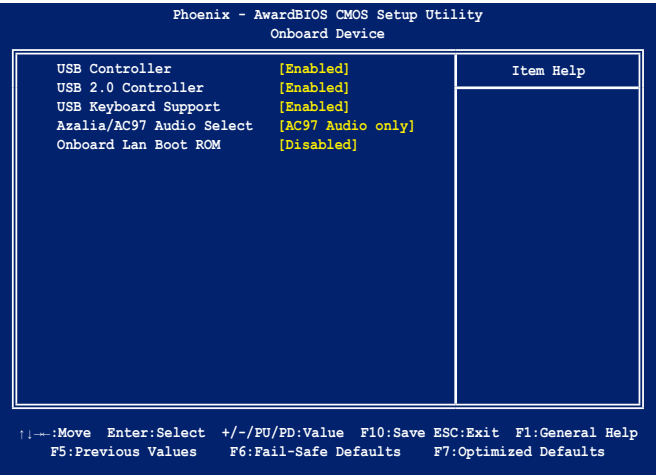 Phoenix - AwardBIOS CMOS Setup Utility
Onboard Device
USB Controller [Enabled]
Item Help
USB 2.0 Controller [Enabled]
USB Keyboard Support [Enabled]
Azalia/AC97 Audio Select [AC97 Audio only]
Onboard Lan Boot ROM [Disabled]
↑↓→←:Move Enter:Select +/-/PU/PD:Value F10:Save ESC:Exit F1:General Help
F5:Previous Values F6:Fail-Safe Defaults F7:Optimized Defaults